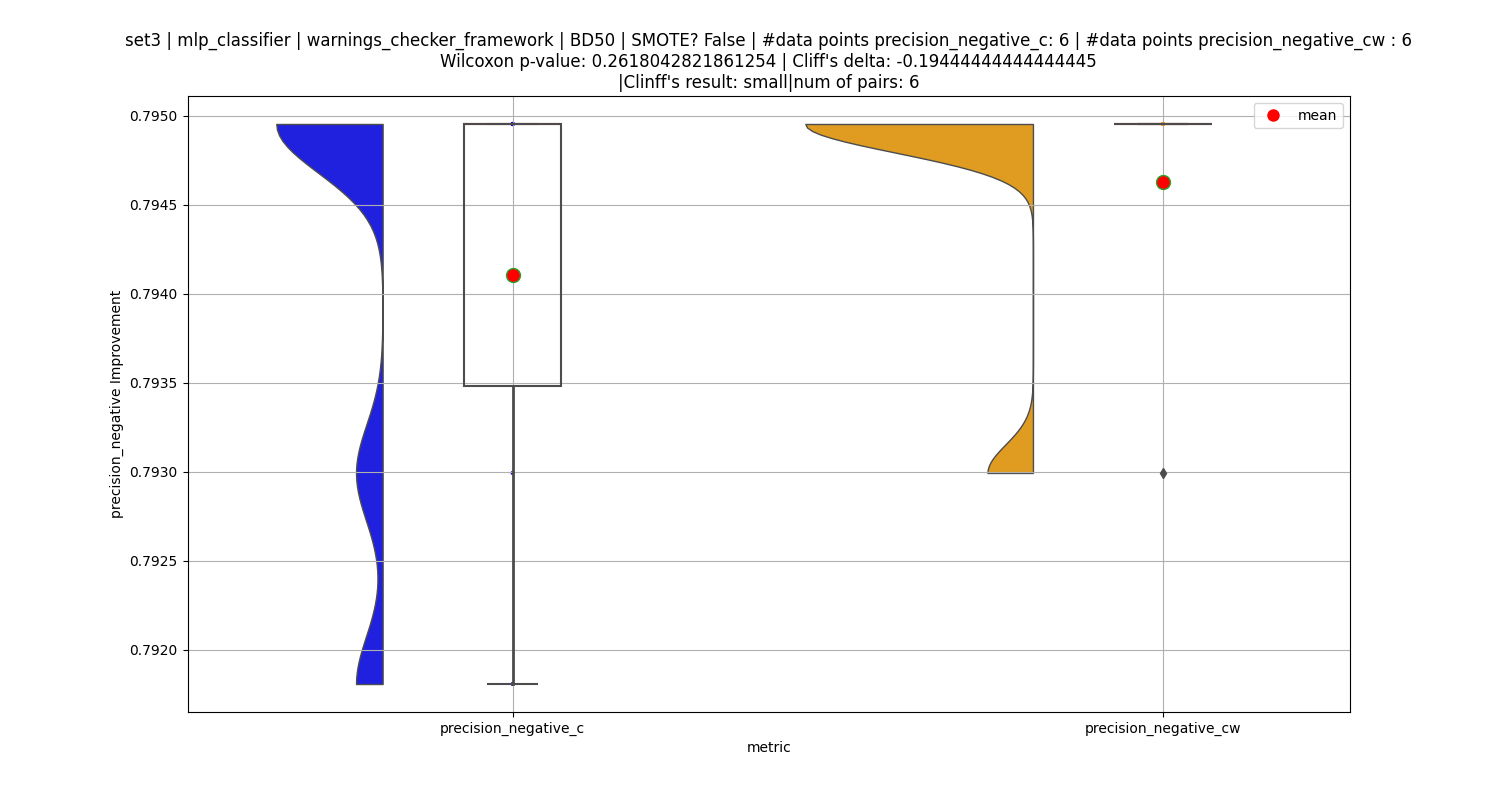 set3 | mlp_classifier | warnings_checker_framework | BD50 | SMOTE? False | #data points precision_negative_c: 6 | #data points precision_negative_cw : 6
Wilcoxon p-value: 0.2618042821861254 | Cliff's delta: -0.19444444444444445
|Clinff's result: small|num of pairs: 6
mean
0.7950
0.7945
0.7940
0.7935
0.7930
0.7925
0.7920
precision_negative Improvement
precision_negative_c
precision_negative_cw
metric